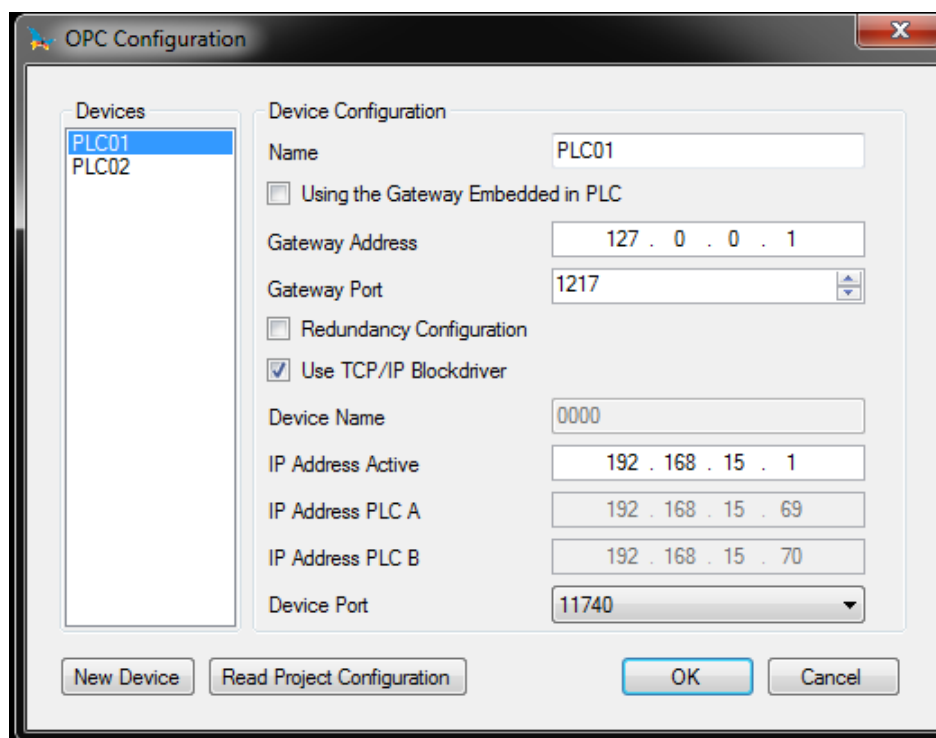 OPC Configuration
Devices
PLC01
PLC02
Device Configuration
Name PLC01
Using the Gateway Embedded in PLC
Gateway Address 127 . 0 . 0 . 1
Gateway Port 1217
Redundancy Configuration
Use TCP/IP Blockdriver
Device Name 0000
IP Address Active 192 . 168 . 15 . 1
IP Address PLC A 192 . 168 . 15 . 69
IP Address PLC B 192 . 168 . 15 . 70
Device Port 11740
New Device Read Project Configuration OK Cancel